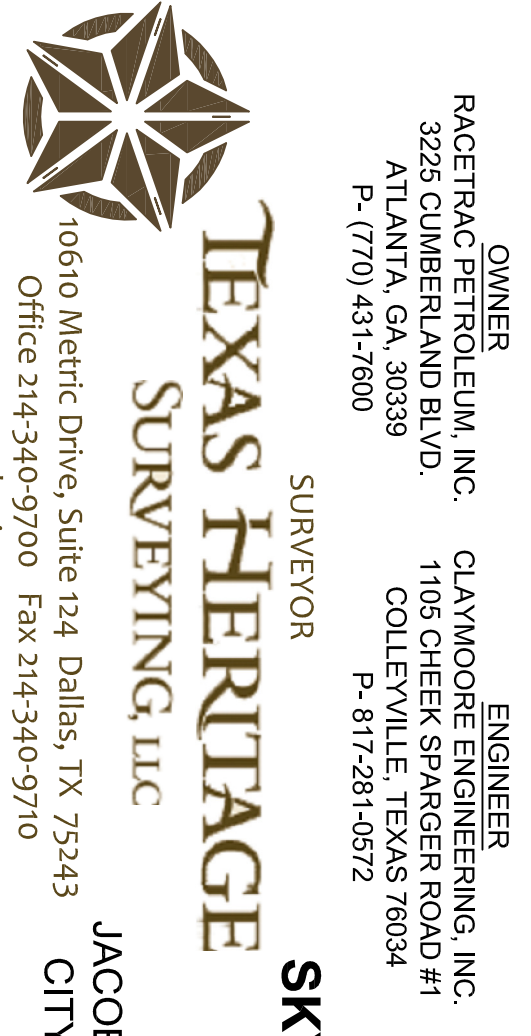 OWNER
RACETRAC PETROLEUM, INC.
3225 CUMBERLAND BLVD.
ATLANTA, GA, 30339
P- (770) 431-7600
ENGINEER
CLAYMOORE ENGINEERING, INC.
1105 CHEEK SPARGER ROAD #1
COLLEYVILLE, TEXAS 76034
P- 817-281-0572
SURVEYOR
TEXAS HERITAGE
SURVEYING, LLC
10610 Metric Drive, Suite 124 Dallas, TX 75243
Office 214-340-9700 Fax 214-340-9710